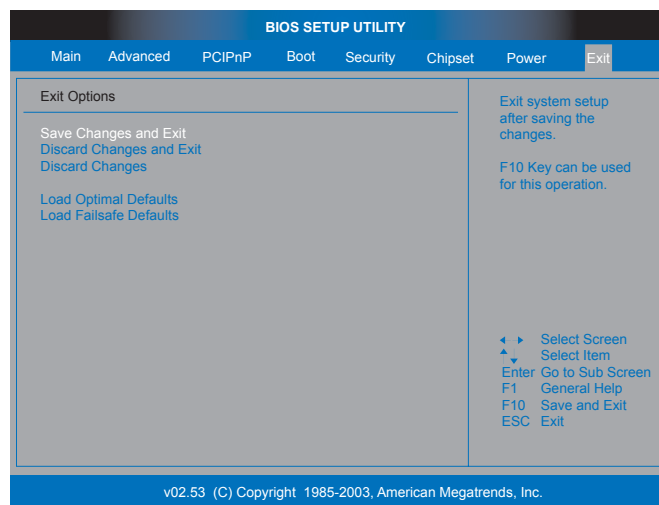 BIOS SETUP UTILITY
Main Advanced PCIPnP Boot Security Chipset Power Exit
Exit Options
Save Changes and Exit
Discard Changes and Exit
Discard Changes
Load Optimal Defaults
Load Failsafe Defaults
Exit system setup
after saving the
changes.
F10 Key can be used
for this operation.
Select Screen
Select Item
Enter Go to Sub Screen
F1 General Help
F10 Save and Exit
ESC Exit
v02.53 (C) Copyright 1985-2003, American Megatrends, Inc.